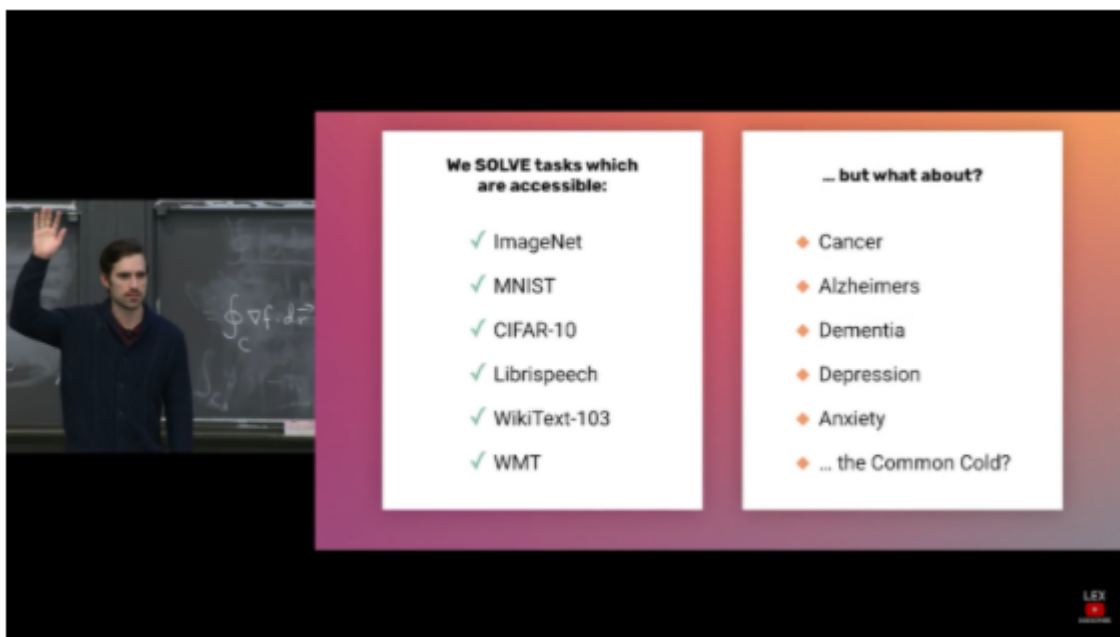 We SOLVE tasks which
are accessible:
✓ ImageNet
✓ MNIST
✓ CIFAR-10
✓ Librispeech
✓ WikiText-103
✓ WMT
... but what about?
◆ Cancer
◆ Alzheimers
◆ Dementia
◆ Depression
◆ Anxiety
◆ ... the Common Cold?
∮ ∇f · dr
C
LEX